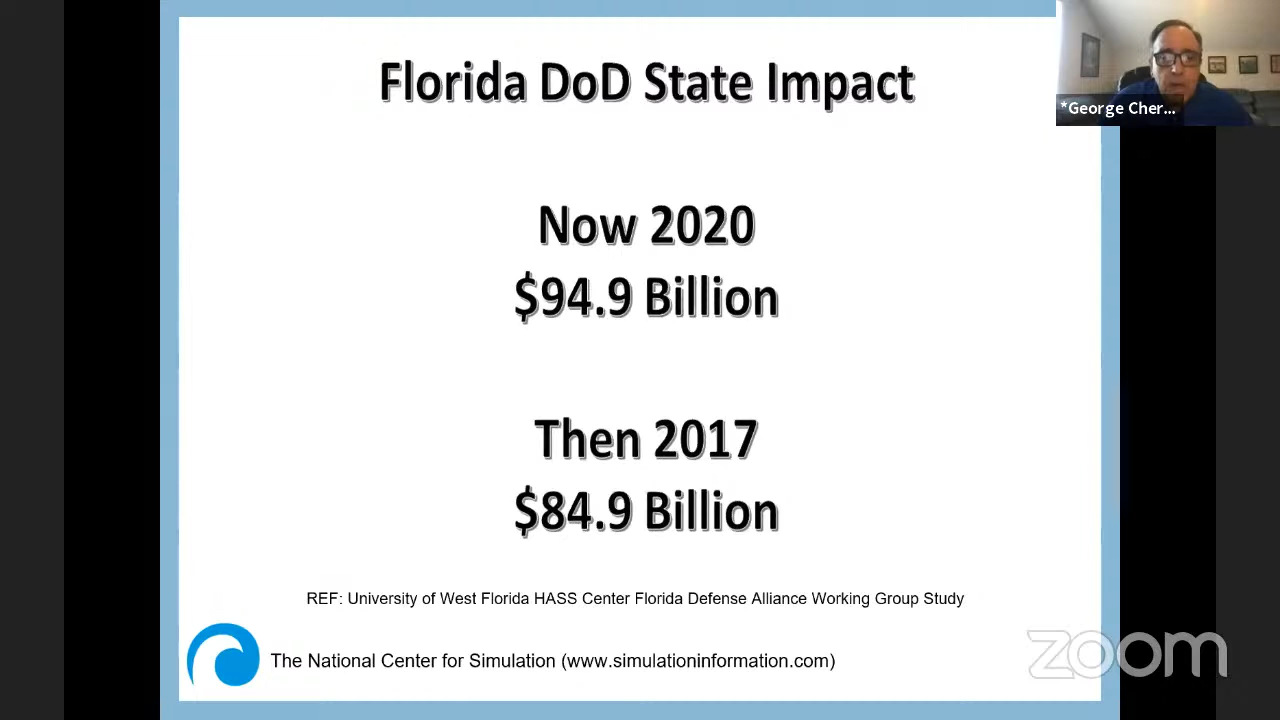 Florida DoD State Impact
*George Cher...
Now 2020
$94.9 Billion
Then 2017
$84.9 Billion
REF: University of West Florida HASS Center Florida Defense Alliance Working Group Study
The National Center for Simulation (www.simulationinformation.com)
zoom